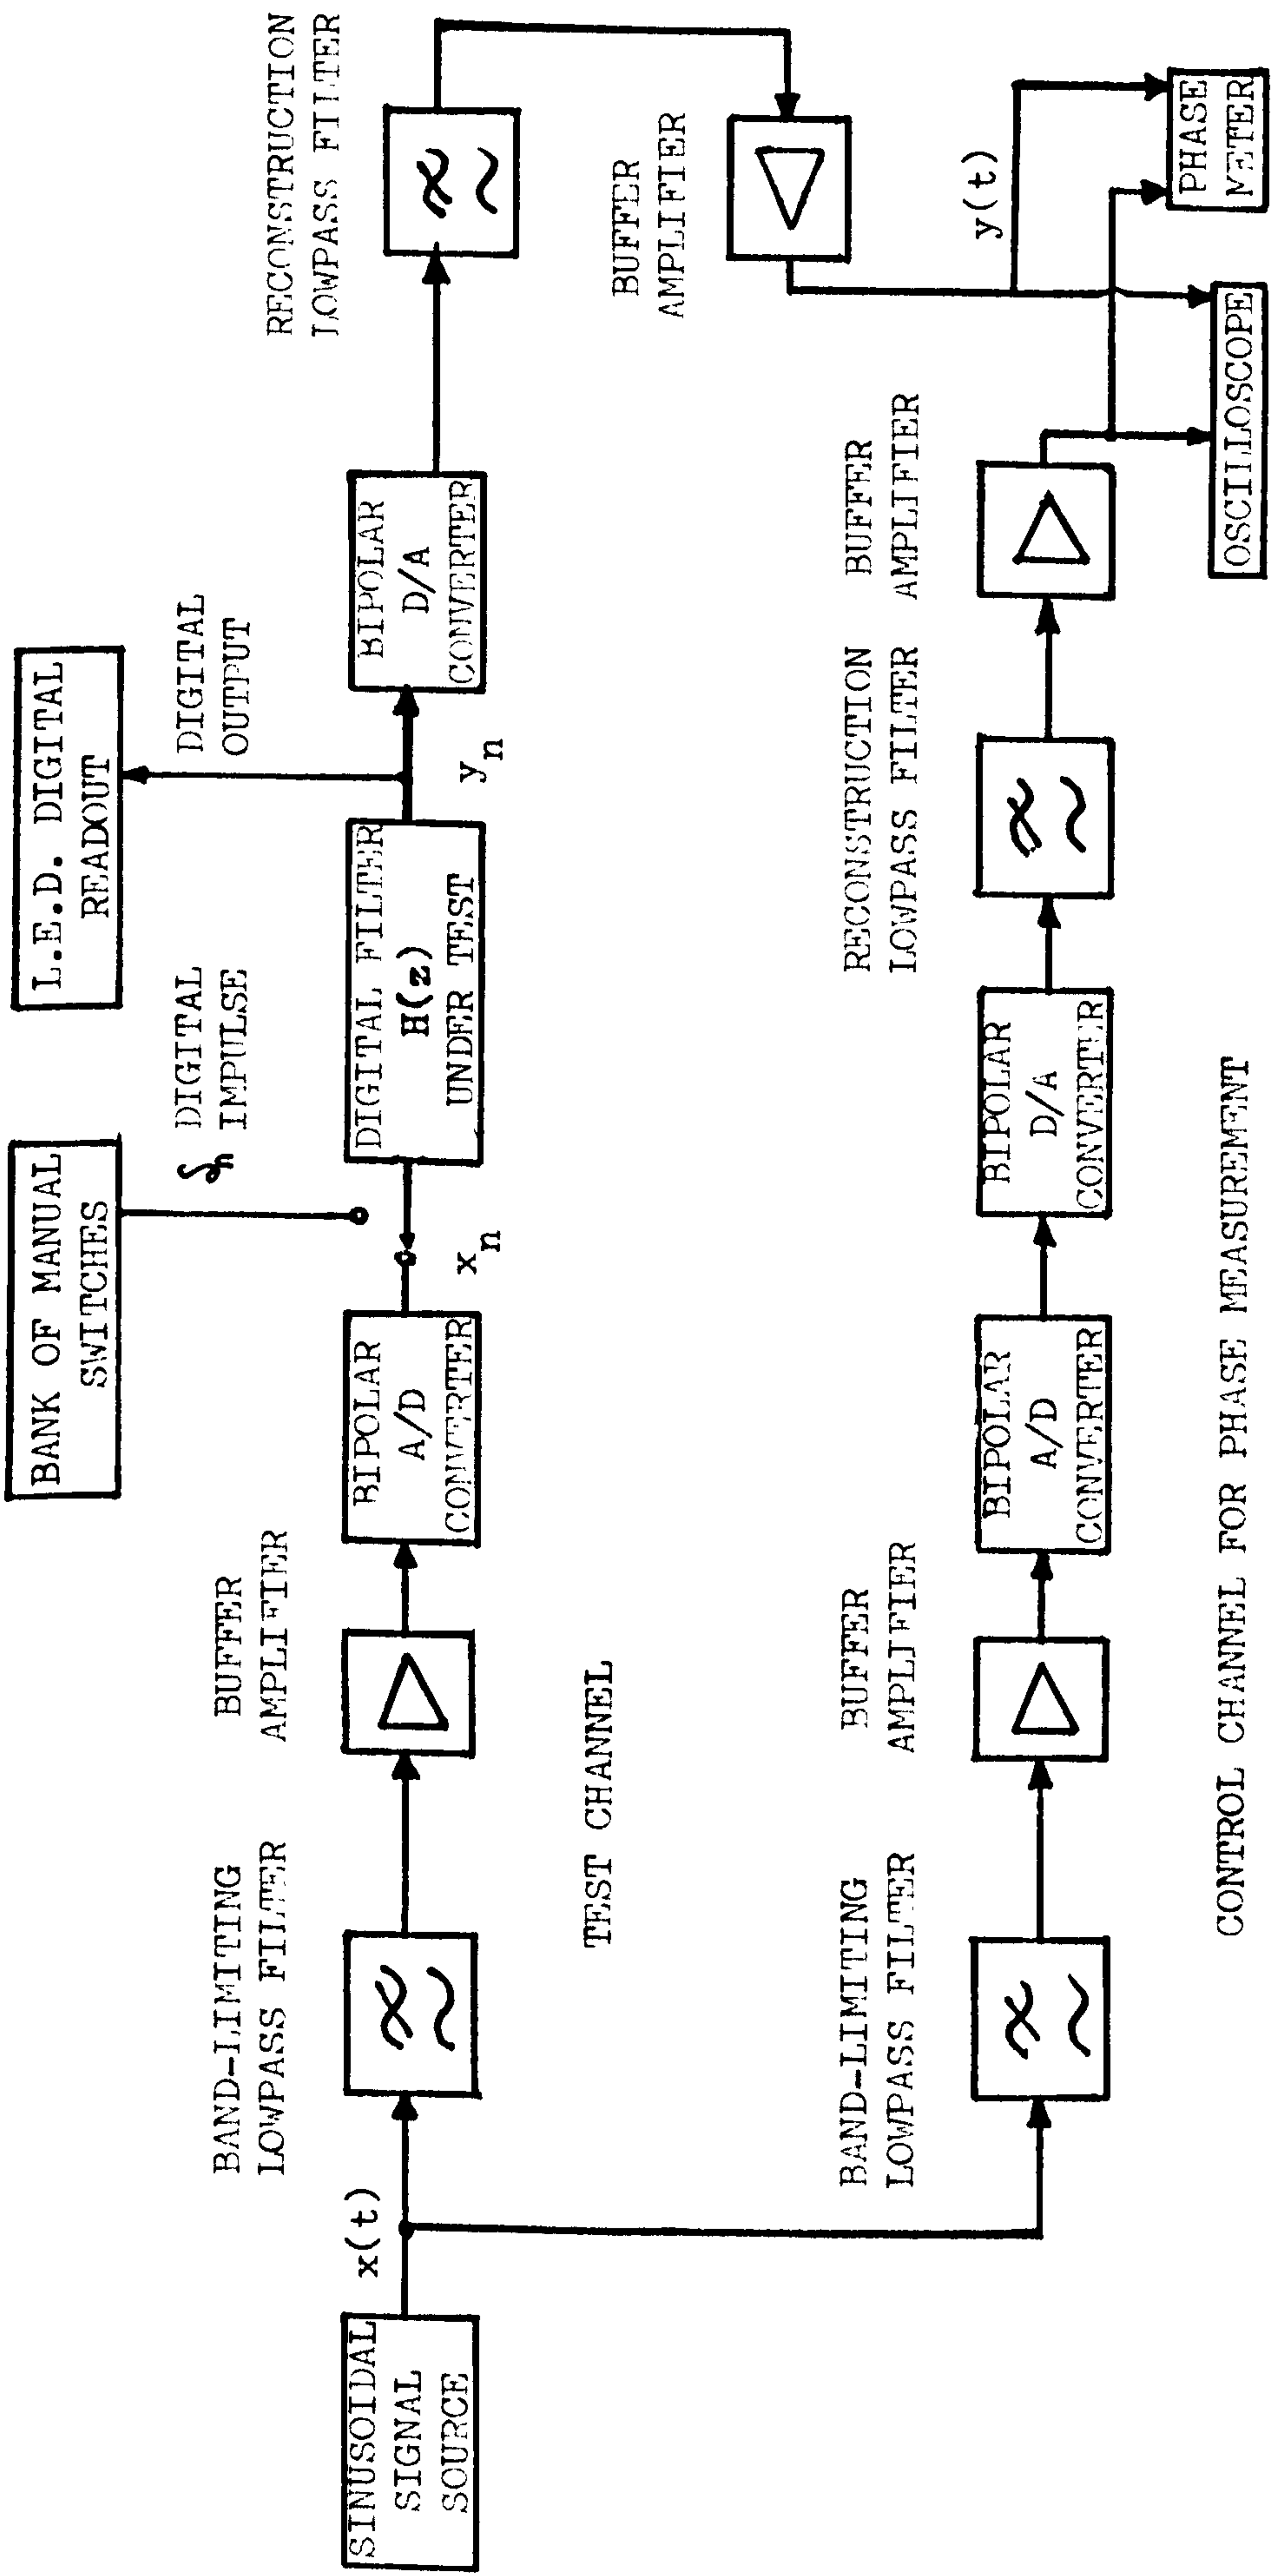 BANK OF MANUAL
SWITCHES
L.E.D. DIGITAL
READOUT
DIGITAL
IMPULSE
δn
DIGITAL
OUTPUT
BAND-LIMITING
LOWPASS FILTER
BUFFER
AMPLIFIER
RECONSTRUCTION
LOWPASS FILTER
x(t)
SINUSOIDAL
SIGNAL
SOURCE
BIPOLAR
A/D
CONVERTER
xn
DIGITAL FILTER
H(z)
UNDER TEST
yn
BIPOLAR
D/A
CONVERTER
TEST CHANNEL
BUFFER
AMPLIFIER
BAND-LIMITING
LOWPASS FILTER
BUFFER
AMPLIFIER
RECONSTRUCTION
LOWPASS FILTER
BUFFER
AMPLIFIER
y(t)
BIPOLAR
A/D
CONVERTER
BIPOLAR
D/A
CONVERTER
OSCILLOSCOPE
PHASE
METER
CONTROL CHANNEL FOR PHASE MEASUREMENT